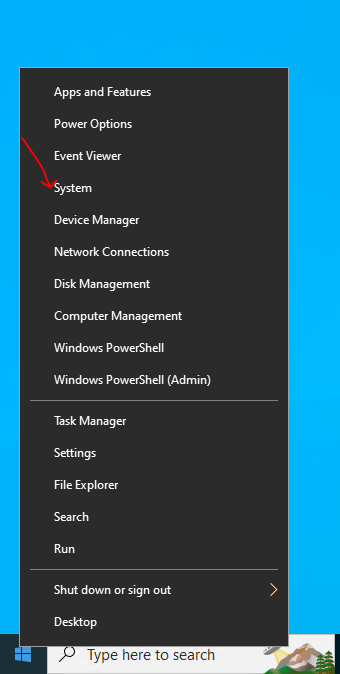 Apps and Features
Power Options
Event Viewer
System
Device Manager
Network Connections
Disk Management
Computer Management
Windows PowerShell
Windows PowerShell (Admin)
Task Manager
Settings
File Explorer
Search
Run
Shut down or sign out
Desktop
Type here to search